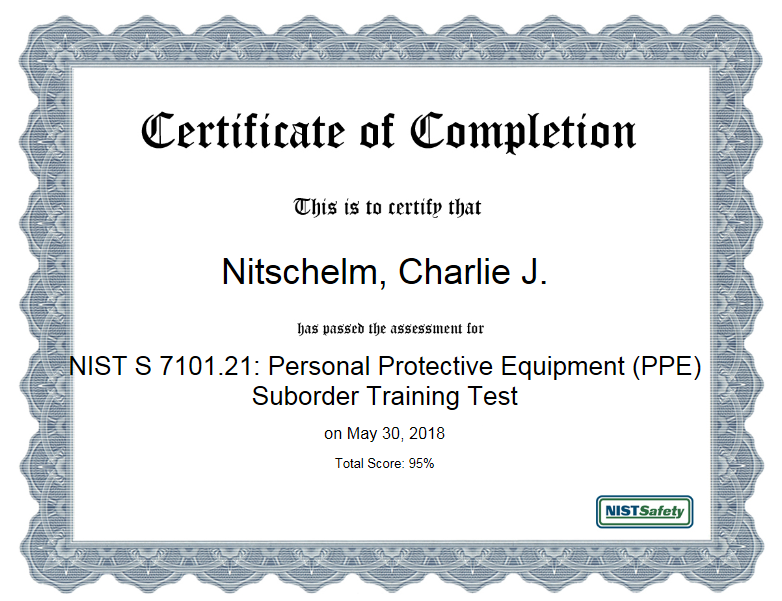 Certificate of Completion
This is to certify that
Nitschelm, Charlie J.
has passed the assessment for
NIST S 7101.21: Personal Protective Equipment (PPE)
Suborder Training Test
on May 30, 2018
Total Score: 95%
NISTSafety